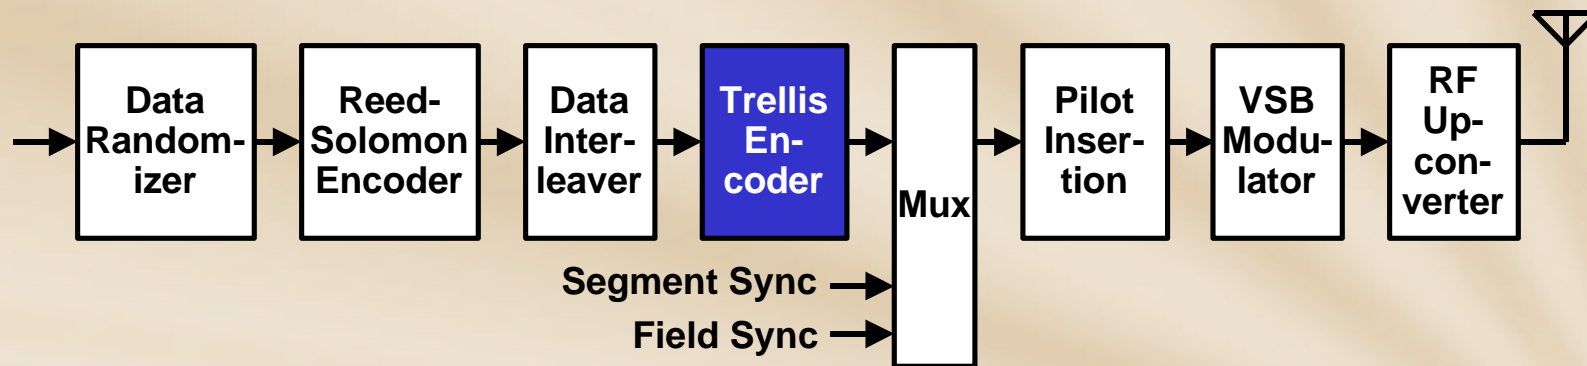 Data
Random-
izer
Reed-
Solomon
Encoder
Data
Inter-
leaver
Trellis
En-
coder
Mux
Pilot
Inser-
tion
VSB
Modu-
lator
RF
Up-
con-
verter
Segment Sync
Field Sync